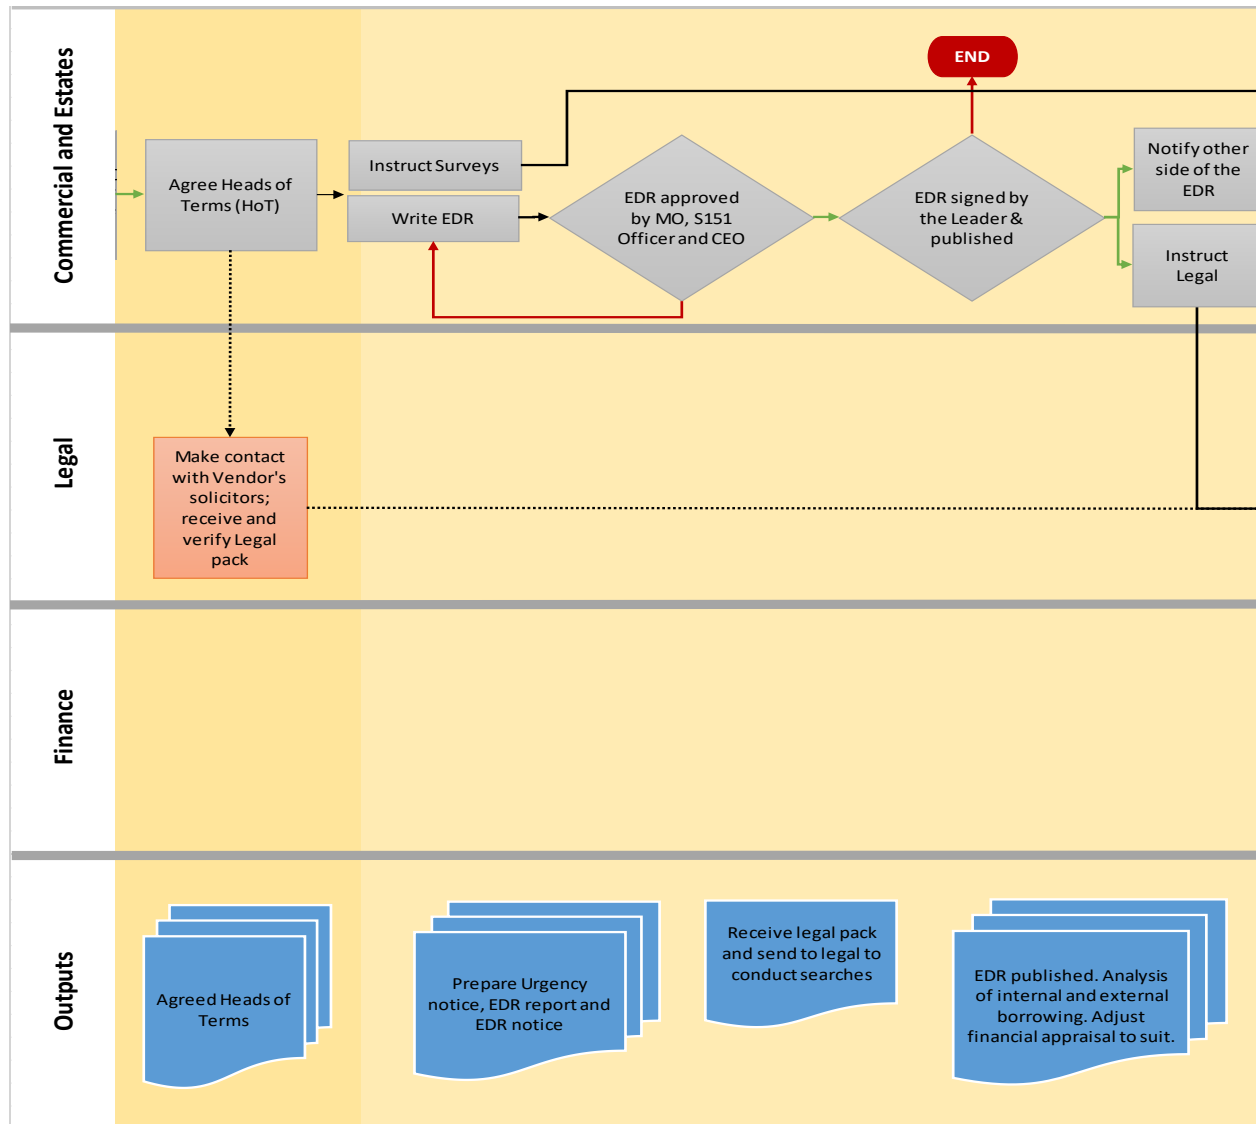 Commercial and Estates
END
Agree Heads of
Terms (HoT)
Instruct Surveys
Write EDR
EDR approved
by MO, S151
Officer and CEO
EDR signed by
the Leader &
published
Notify other
side of the
EDR
Instruct
Legal
Legal
Make contact
with Vendor's
solicitors;
receive and
verify Legal
pack
Finance
Outputs
Agreed Heads of
Terms
Prepare Urgency
notice, EDR report and
EDR notice
Receive legal pack
and send to legal to
conduct searches
EDR published. Analysis
of internal and external
borrowing. Adjust
financial appraisal to suit.